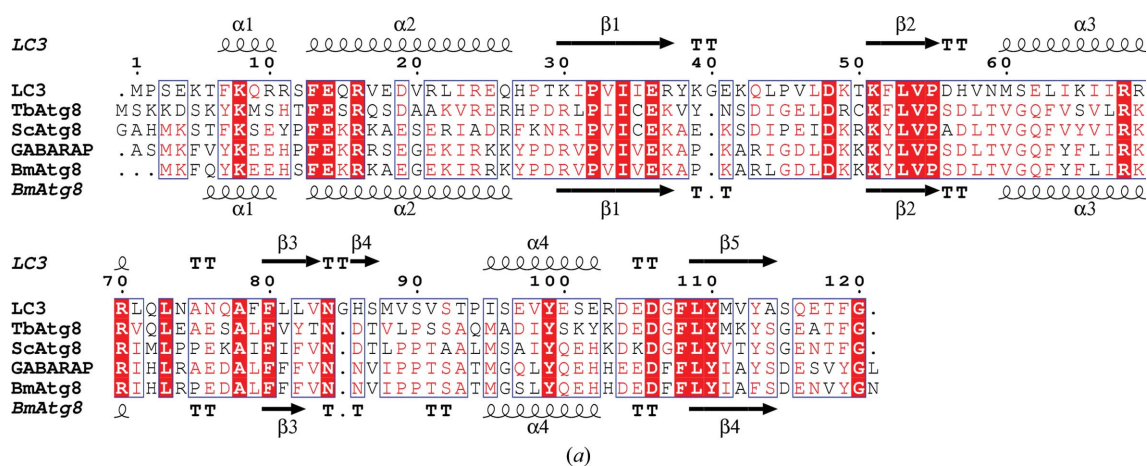 α1 α2 β1 β2 α3
LC3 TT TT
1 10 20 30 40 50 60
LC3 .MPSEKTFKQRRSFEQRVEDVRLIREQHPTKIPVIIERYKGEKQLPVLDKTKFLVPDHVNMSELIKIIRR
TbAtg8 MSKKDSKYKMSHTFESRQSDAAKVRERHPDRLPIICEKVY.NSDIGELDRCKFLVPSDLTVGQFVSVLRK
ScAtg8 GAHMKSTFKSEYPFEKRKAESERIADRFKNRIPVICEKAE.KSDIPEIDKRKYLVPADLTVGQFVYVIRK
GABARAP .ASMKFVYKEEHPFEKRRSEGEKIRKKYPDRVPVIVEKAP.KARIGDLDKKKYLVPSDLTVGQFYFLIRK
BmAtg8 ...MKFQYKEEHSFEKRKAEGEKIRRKYPDRVPVIVEKAP.KARLGDLDKKKYLVPSDLTVGQFYFLIRK
BmAtg8 T.T TT
α1 α2 β1 β2 α3
β3 β4 α4 β5
LC3 TT TT TT
70 80 90 100 110 120
LC3 RLQLNANQAFFLLVNGHSMVSVSTPISEVYESERDEDGFLYMVYASQETFG.
TbAtg8 RVQLEAESALFVYTN.DTVLPSSAQMADIYSKYKDEDGFLYMKYSGEATFG.
ScAtg8 RIMLPPEKAIFIFVN.DTLPPTAALMSAIYQEHKDKDGFLYVTYSGENTFG.
GABARAP RIHLRAEDALFFFVN.NVIPPTSATMGQLYQEHHEEDFFLYIAYSDESVYGL
BmAtg8 RIHLRPEDALFFFVN.NVIPPTSATMGSLYQEHHDEDFFLYIAFSDENVYGN
BmAtg8 TT T.T TT TT
β3 α4 β4
(a)